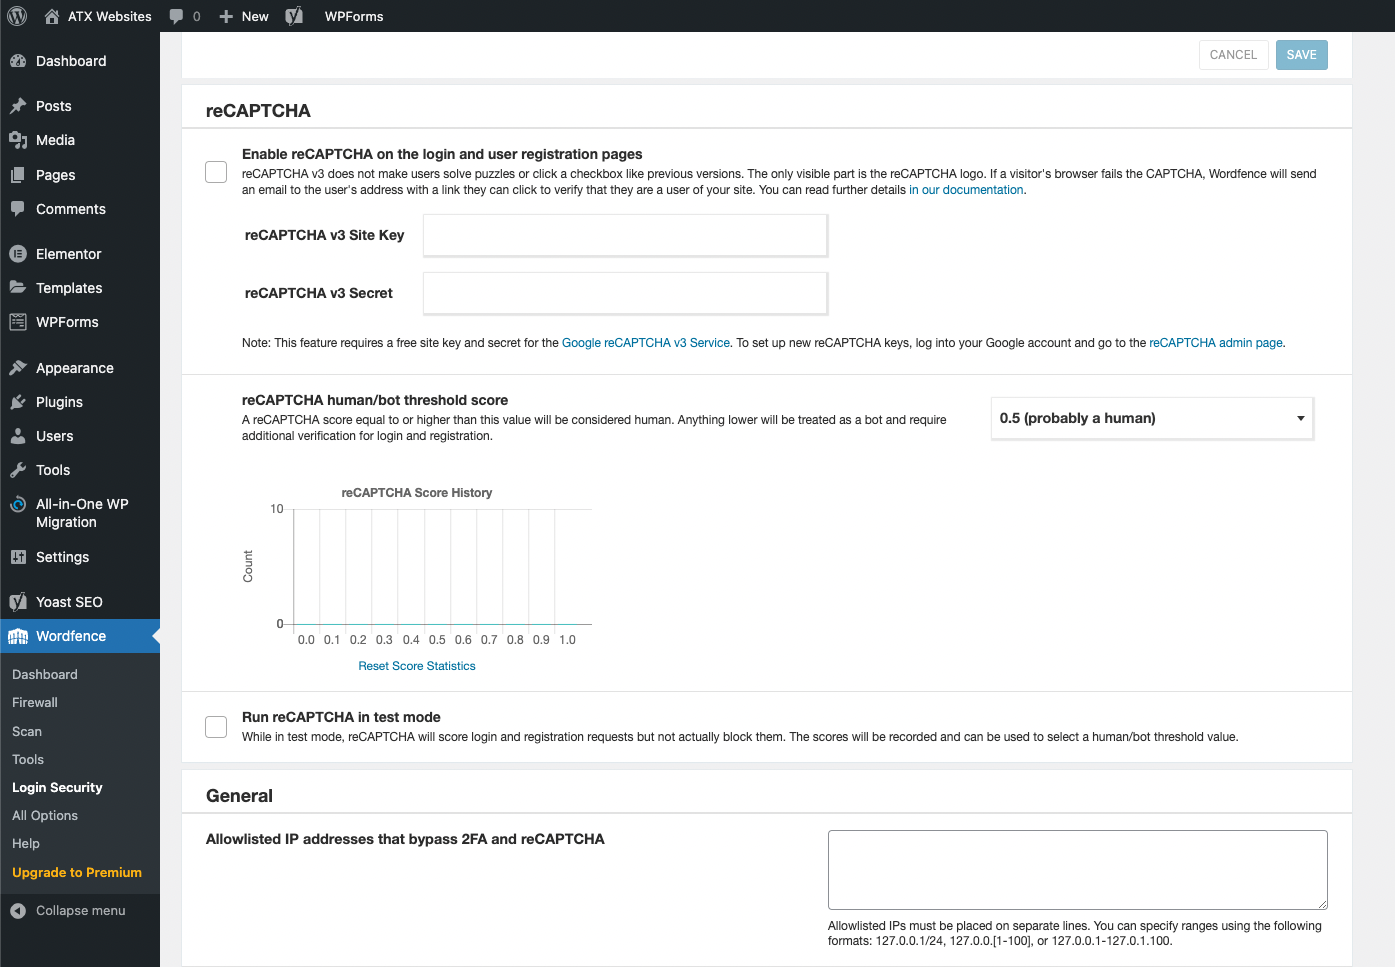 ATX Websites
0
New
WPForms
Dashboard
Posts
Media
Pages
Comments
Elementor
Templates
WPForms
Appearance
Plugins
Users
Tools
All-in-One WP
Migration
Settings
Yoast SEO
Wordfence
Dashboard
Firewall
Scan
Tools
Login Security
All Options
Help
Upgrade to Premium
Collapse menu
CANCEL
SAVE
reCAPTCHA
Enable reCAPTCHA on the login and user registration pages
reCAPTCHA v3 does not make users solve puzzles or click a checkbox like previous versions. The only visible part is the reCAPTCHA logo. If a visitor's browser fails the CAPTCHA, Wordfence will send
an email to the user's address with a link they can click to verify that they are a user of your site. You can read further details in our documentation.
reCAPTCHA v3 Site Key
reCAPTCHA v3 Secret
Note: This feature requires a free site key and secret for the Google reCAPTCHA v3 Service. To set up new reCAPTCHA keys, log into your Google account and go to the reCAPTCHA admin page.
reCAPTCHA human/bot threshold score
A reCAPTCHA score equal to or higher than this value will be considered human. Anything lower will be treated as a bot and require
additional verification for login and registration.
0.5 (probably a human)
reCAPTCHA Score History
10
Count
0
0.0 0.1 0.2 0.3 0.4 0.5 0.6 0.7 0.8 0.9 1.0
Reset Score Statistics
Run reCAPTCHA in test mode
While in test mode, reCAPTCHA will score login and registration requests but not actually block them. The scores will be recorded and can be used to select a human/bot threshold value.
General
Allowlisted IP addresses that bypass 2FA and reCAPTCHA
Allowlisted IPs must be placed on separate lines. You can specify ranges using the following
formats: 127.0.0.1/24, 127.0.0.[1-100], or 127.0.0.1-127.0.1.100.